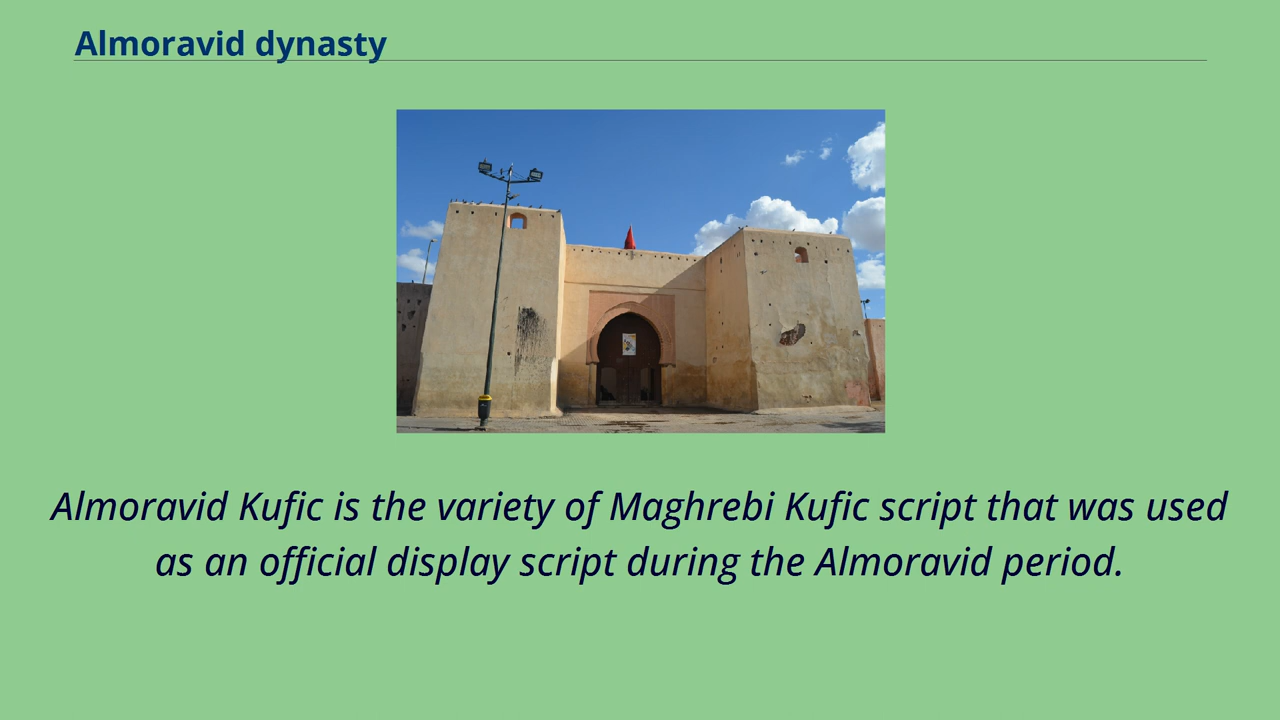 Almoravid dynasty
Almoravid Kufic is the variety of Maghrebi Kufic script that was used
as an official display script during the Almoravid period.